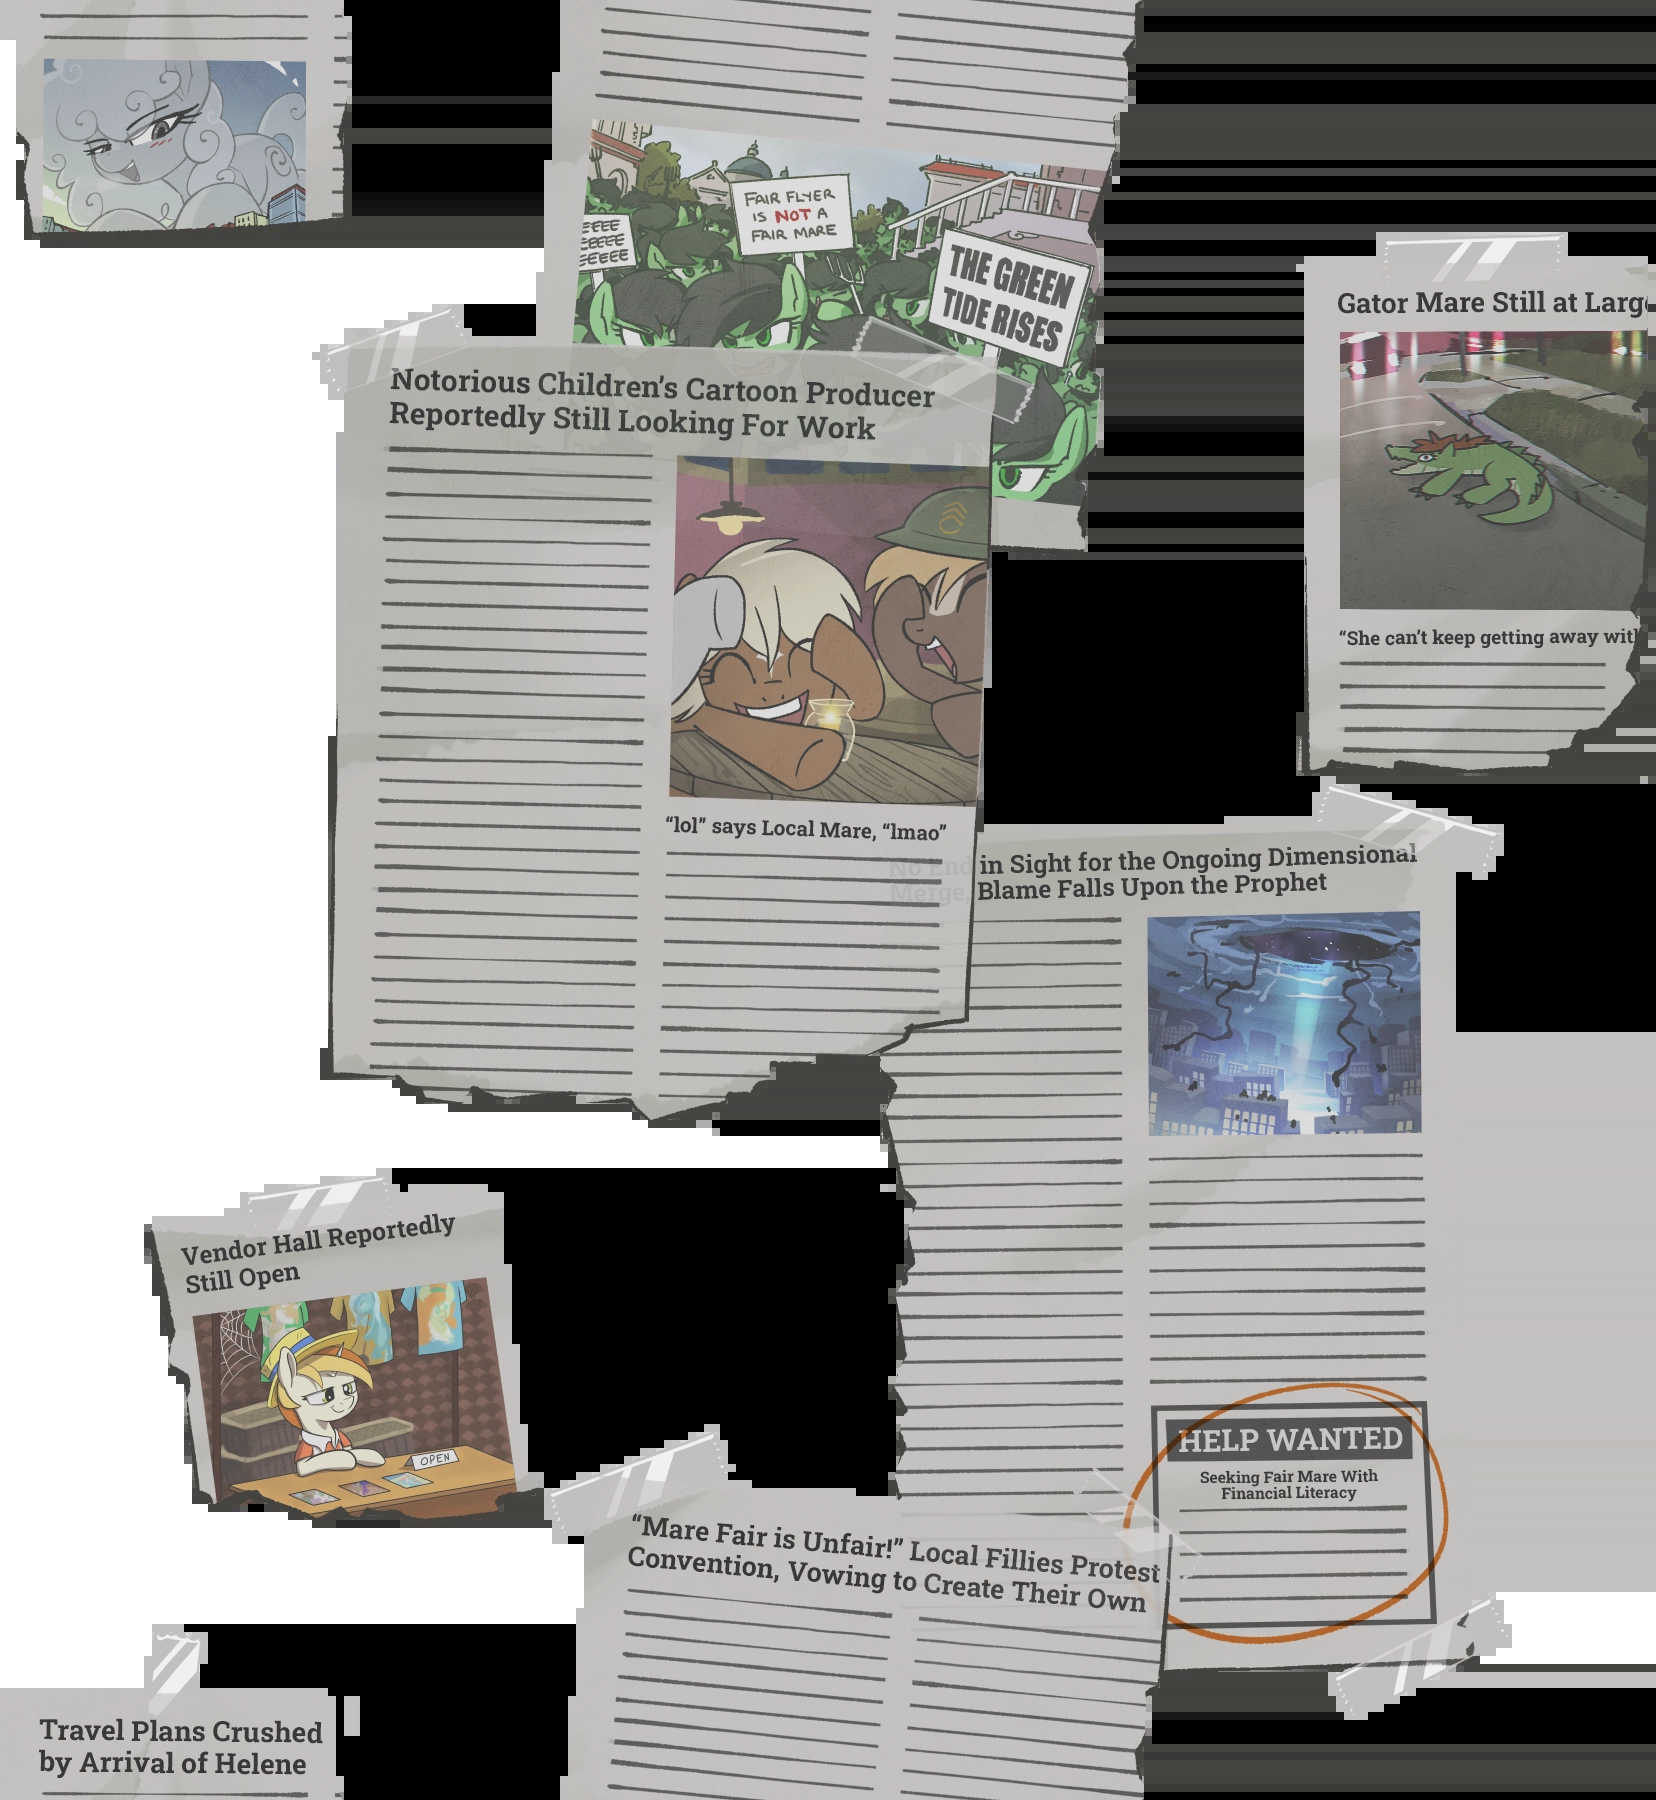 FAIR FLYER
IS NOT A
FAIR MARE
EEEE
EEEEE
EEEEE
THE GREEN
TIDE RISES
Gator Mare Still at Large
“She can’t keep getting away with
Notorious Children’s Cartoon Producer
Reportedly Still Looking For Work
“lol” says Local Mare, “lmao”
No End in Sight for the Ongoing Dimensional
Merge, Blame Falls Upon the Prophet
Vendor Hall Reportedly
Still Open
OPEN
HELP WANTED
Seeking Fair Mare With
Financial Literacy
“Mare Fair is Unfair!” Local Fillies Protest
Convention, Vowing to Create Their Own
Travel Plans Crushed
by Arrival of Helene